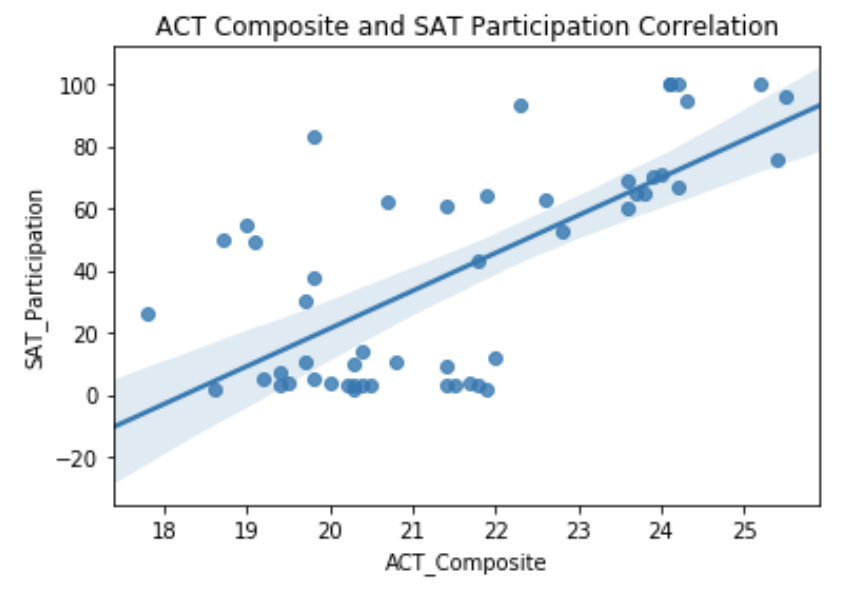 ACT Composite and SAT Participation Correlation
100
80
60
40
20
0
−20
SAT_Participation
18 19 20 21 22 23 24 25
ACT_Composite